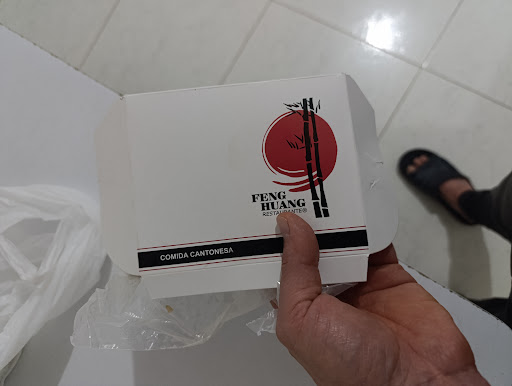 FENG
HUANG
RESTAURANTE®
COMIDA CANTONESA